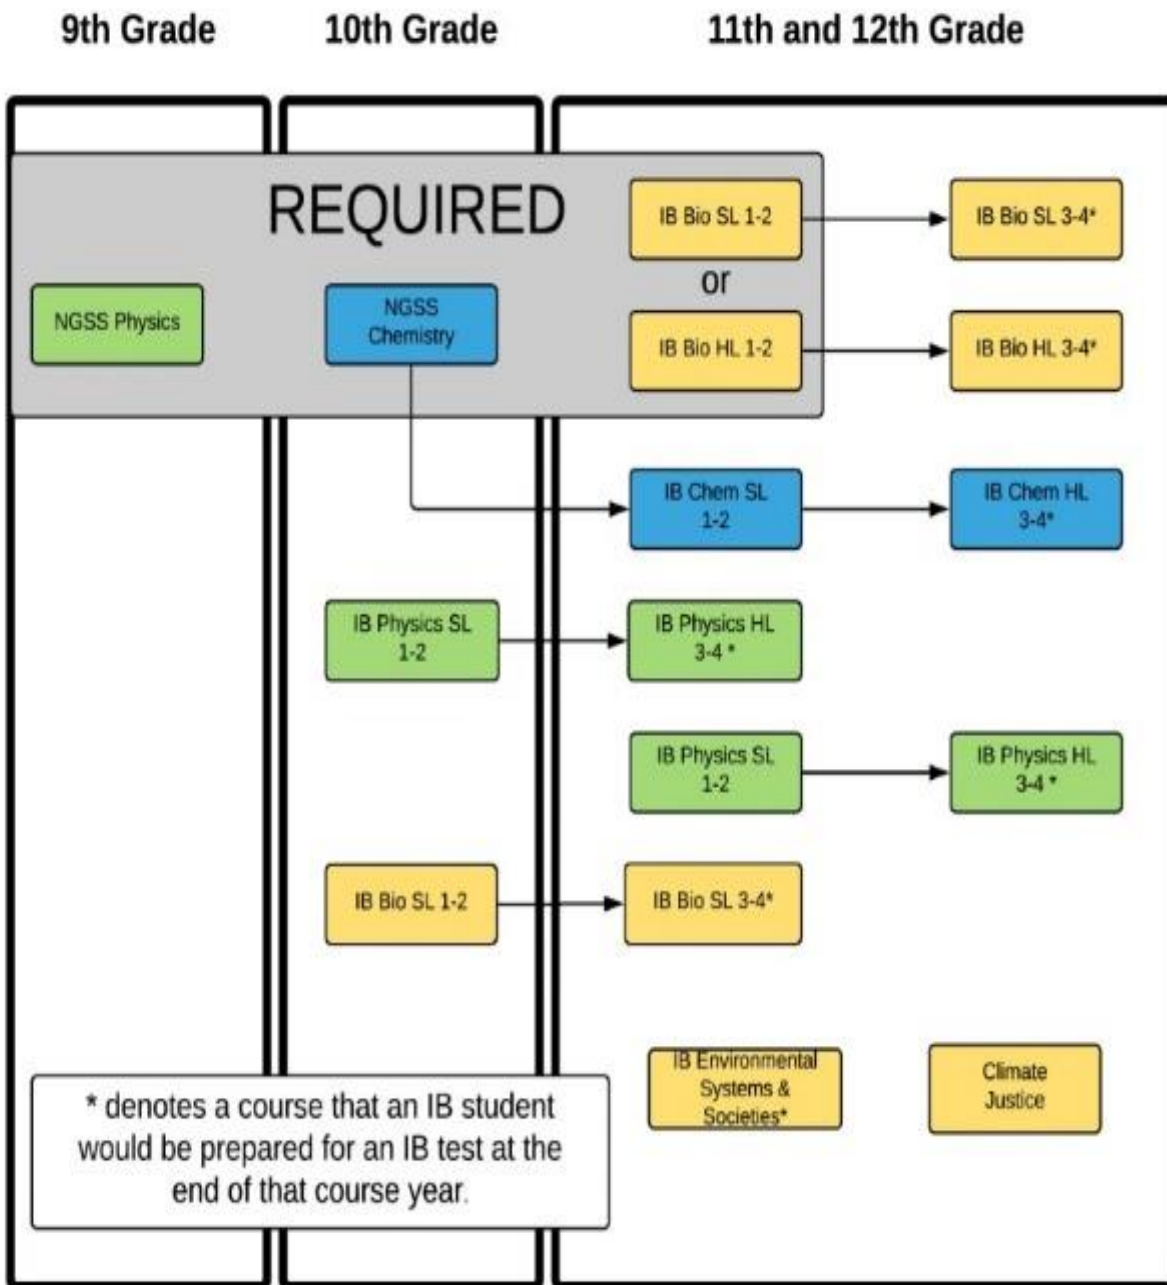 9th Grade
10th Grade
11th and 12th Grade
REQUIRED
IB Bio SL 1-2
IB Bio SL 3-4*
or
NGSS Physics
NGSS
Chemistry
IB Bio HL 1-2
IB Bio HL 3-4*
IB Chem SL
1-2
IB Chem HL
3-4*
IB Physics SL
1-2
IB Physics HL
3-4 *
IB Physics SL
1-2
IB Physics HL
3-4 *
IB Bio SL 1-2
IB Bio SL 3-4*
IB Environmental
Systems &
Societies*
Climate
Justice
* denotes a course that an IB student
would be prepared for an IB test at the
end of that course year.